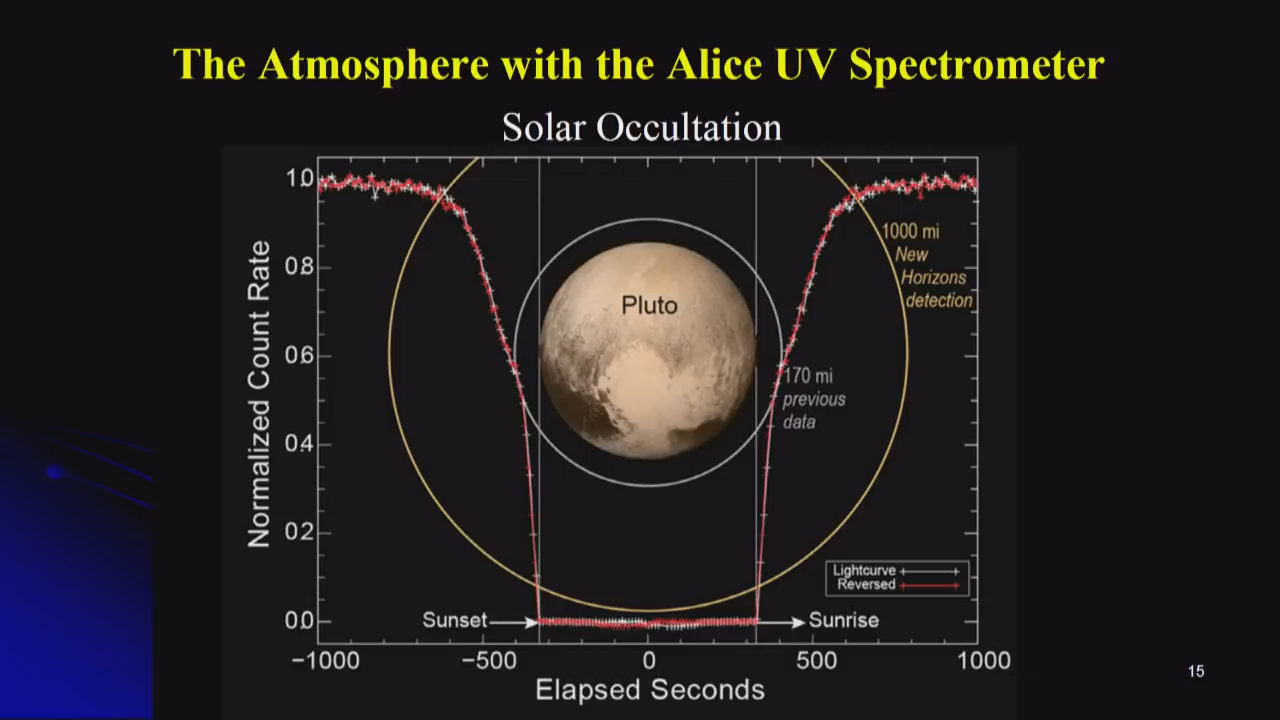 The Atmosphere with the Alice UV Spectrometer
Solar Occultation
1.0
0.8
0.6
0.4
0.2
0.0
Normalized Count Rate
Pluto
1000 mi
New
Horizons
detection
170 mi
previous
data
Lightcurve
Reversed
Sunset
Sunrise
−1000
−500
0
500
1000
Elapsed Seconds
15